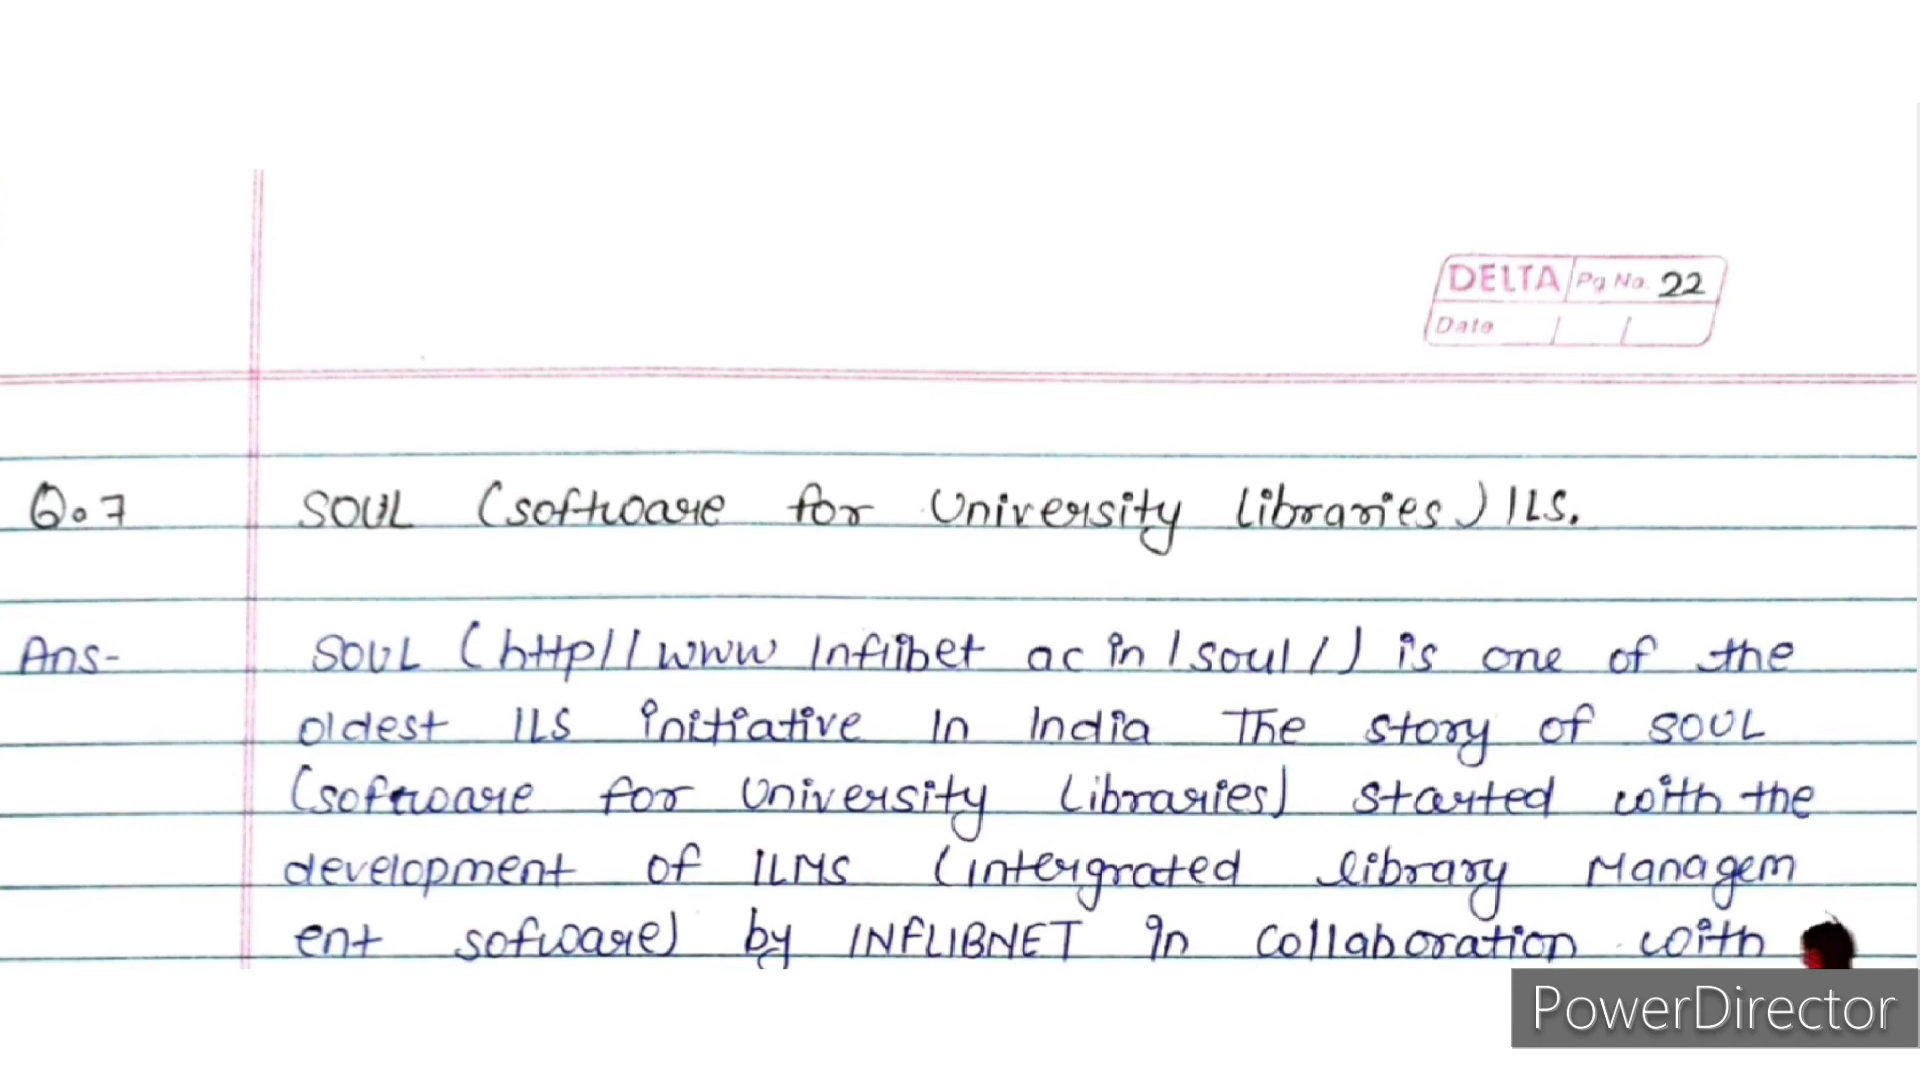 DELTA Pg No. 22
Date / /
Q.7 SOUL (software for University libraries) ILS.
Ans- SOUL (http// www Infiibet ac in / soul /) is one of the
oldest ILS initiative In India The story of SOUL
(software for University Libraries) started with the
development of ILMS (intergrated library Managem
ent sofware) by INFLIBNET in collaboration with
PowerDirector